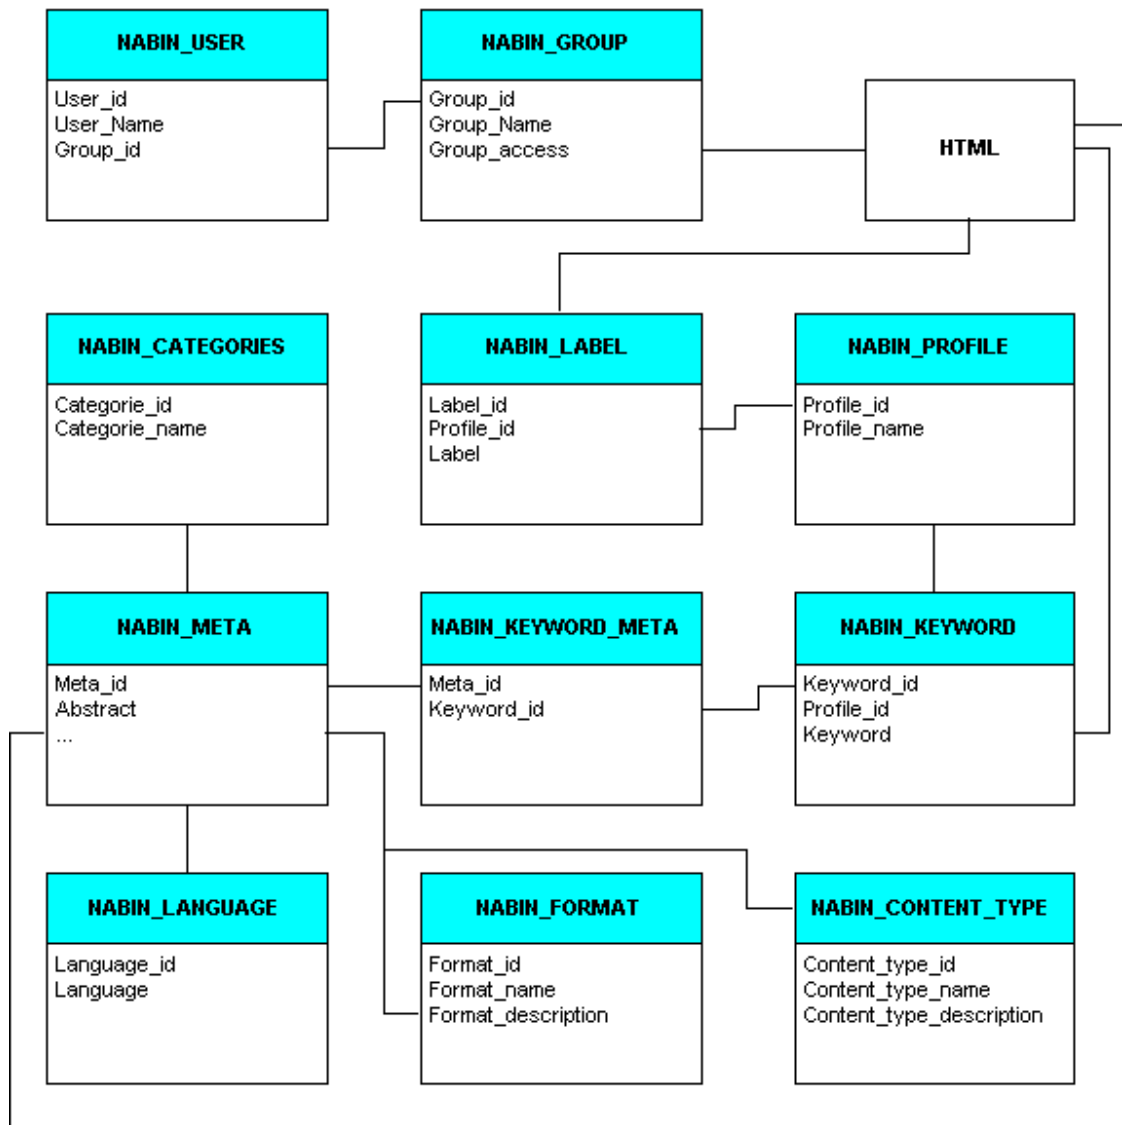 NABIN_USER
User_id
User_Name
Group_id
NABIN_GROUP
Group_id
Group_Name
Group_access
HTML
NABIN_CATEGORIES
Categorie_id
Categorie_name
NABIN_LABEL
Label_id
Profile_id
Label
NABIN_PROFILE
Profile_id
Profile_name
NABIN_META
Meta_id
Abstract
...
NABIN_KEYWORD_META
Meta_id
Keyword_id
NABIN_KEYWORD
Keyword_id
Profile_id
Keyword
NABIN_LANGUAGE
Language_id
Language
NABIN_FORMAT
Format_id
Format_name
Format_description
NABIN_CONTENT_TYPE
Content_type_id
Content_type_name
Content_type_description